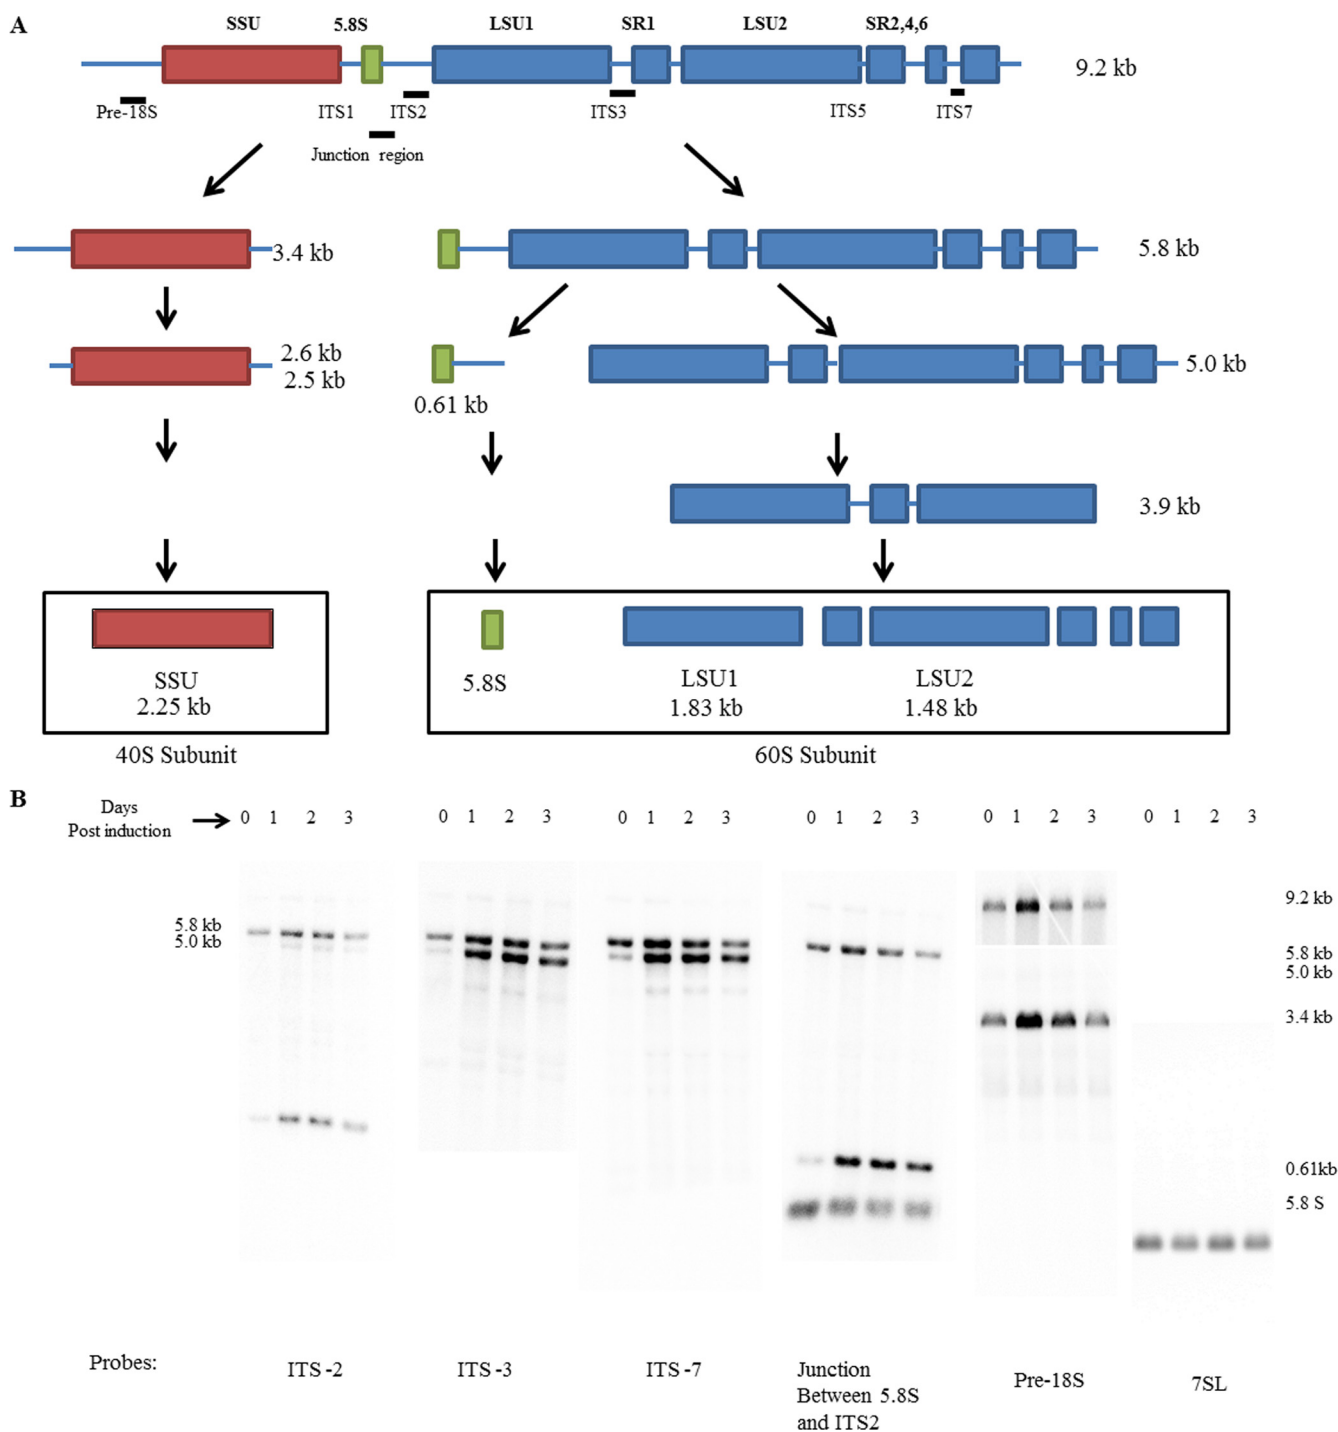 A
SSU 5.8S LSU1 SR1 LSU2 SR2,4,6
9.2 kb
Pre-18S ITS1 ITS2 ITS3 ITS5 ITS7
Junction region
3.4 kb 5.8 kb
2.6 kb
2.5 kb
5.0 kb
0.61 kb
3.9 kb
SSU
2.25 kb
5.8S
LSU1
1.83 kb
LSU2
1.48 kb
40S Subunit 60S Subunit
B
Days
Post induction
0 1 2 3 0 1 2 3 0 1 2 3 0 1 2 3 0 1 2 3 0 1 2 3
5.8 kb
5.0 kb
9.2 kb
5.8 kb
5.0 kb
3.4 kb
0.61kb
5.8 S
Probes:
ITS -2
ITS -3
ITS -7
Junction
Between 5.8S
and ITS2
Pre-18S
7SL